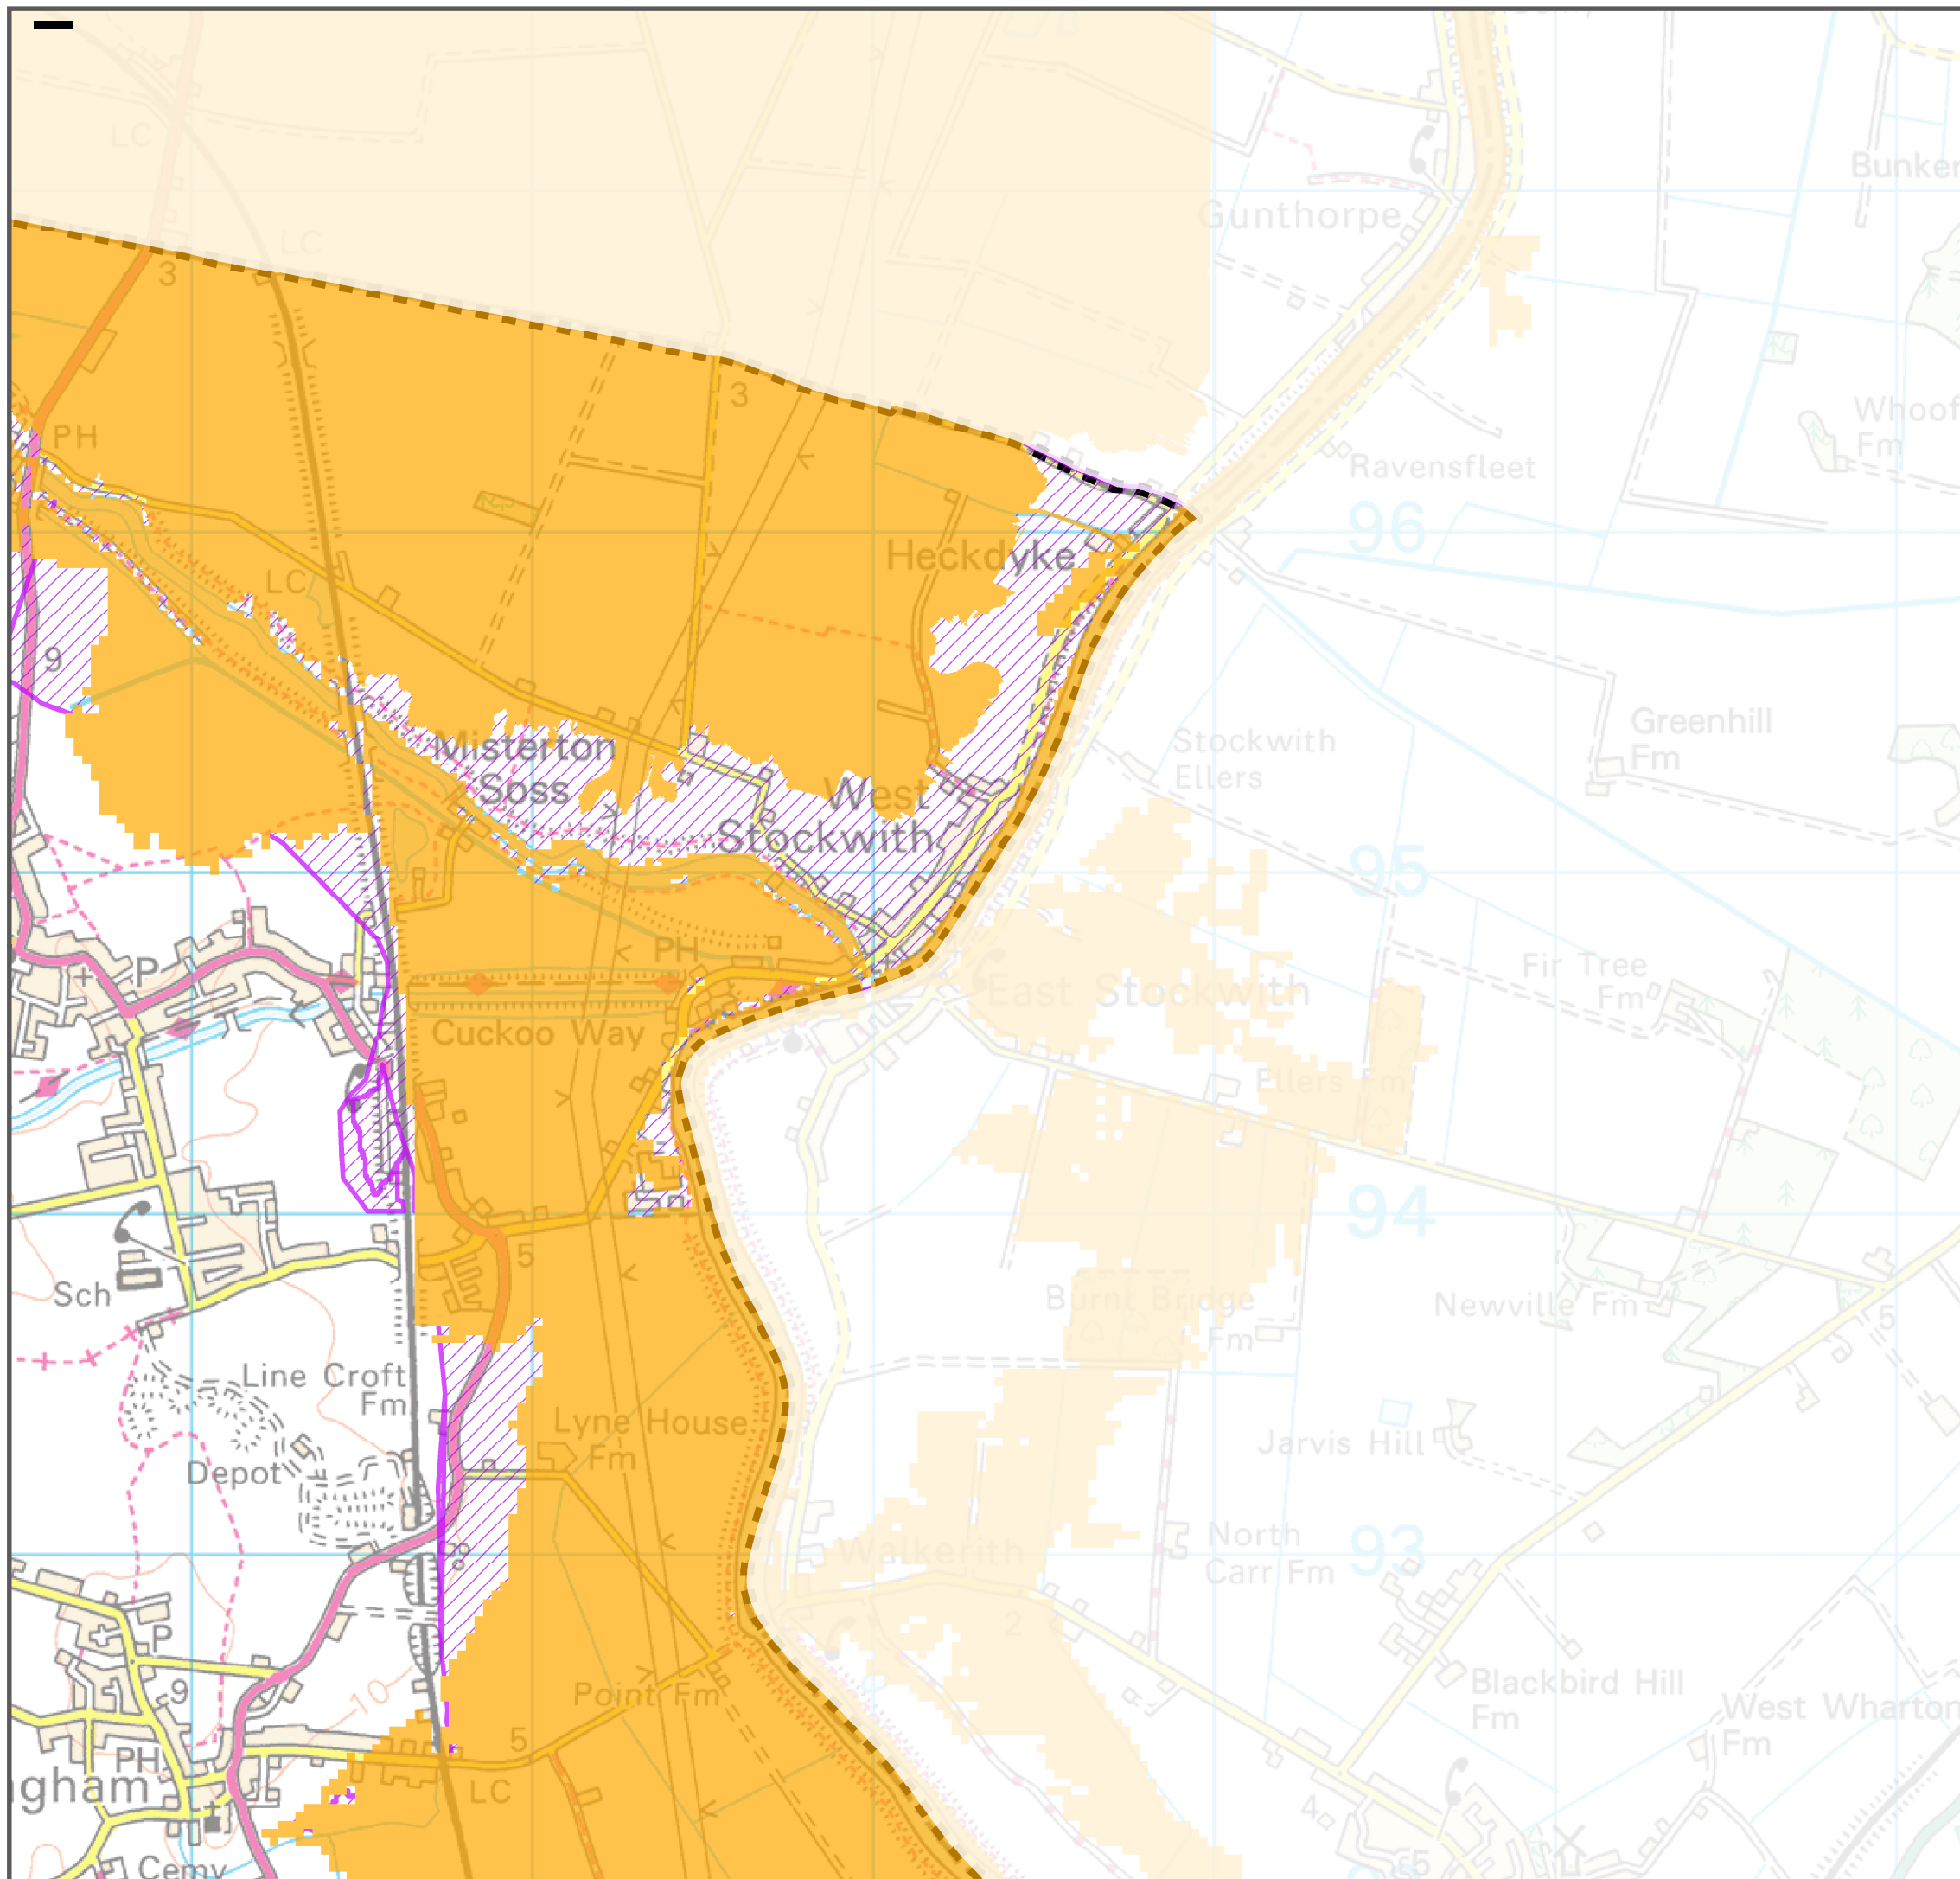 LC
Bunker
Gunthorpe
LC
3
3
Whoof
Fm
PH
Ravensfleet
96
Heckdyke
LC
9
Greenhill
Fm
Stockwith
Ellers
Misterton
Soss
West
Stockwith
95
PH
P
Fir Tree
Fm
East Stockwith
Cuckoo Way
Ellers Fm
94
5
Sch
Burnt Bridge
Fm
Newville Fm
5
Line Croft
Fm
Lyne House
Fm
Jarvis Hill
Depot
8
Walkerith
North
Carr Fm
93
2
P
9
10
Point Fm
Blackbird Hill
Fm
West Wharton
Fm
5
PH
gham
LC
4
5
Cemy